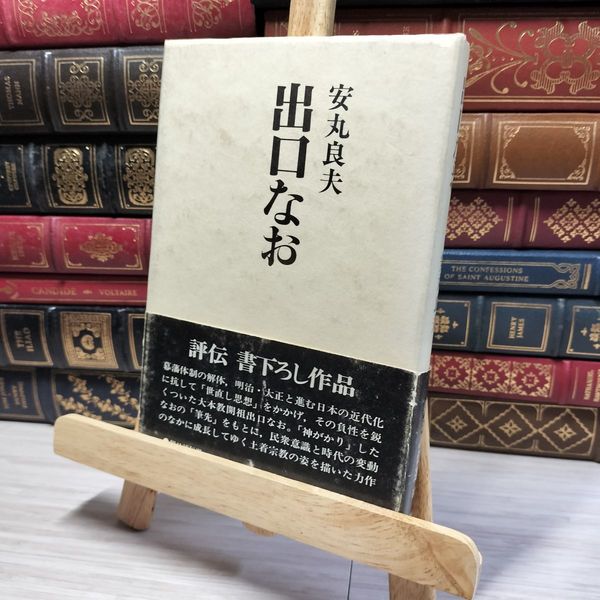 安丸良夫
出口なお
評伝 書下ろし作品
幕藩体制の解体、明治・大正と進む日本の近代化
に抗して「世直し思想」をかかげ、その負性を鋭
くついた大本教開祖出口なお。「神がかり」した
なおの「筆先」をもとに、民衆意識と時代の変動
のなかに成長してゆく土着宗教の姿を描いた力作
THOMAS MANN
CANDIDE
VOLTAIRE
THE CONFESSIONS
OF SAINT AUGUSTINE
HENRY
JAMES